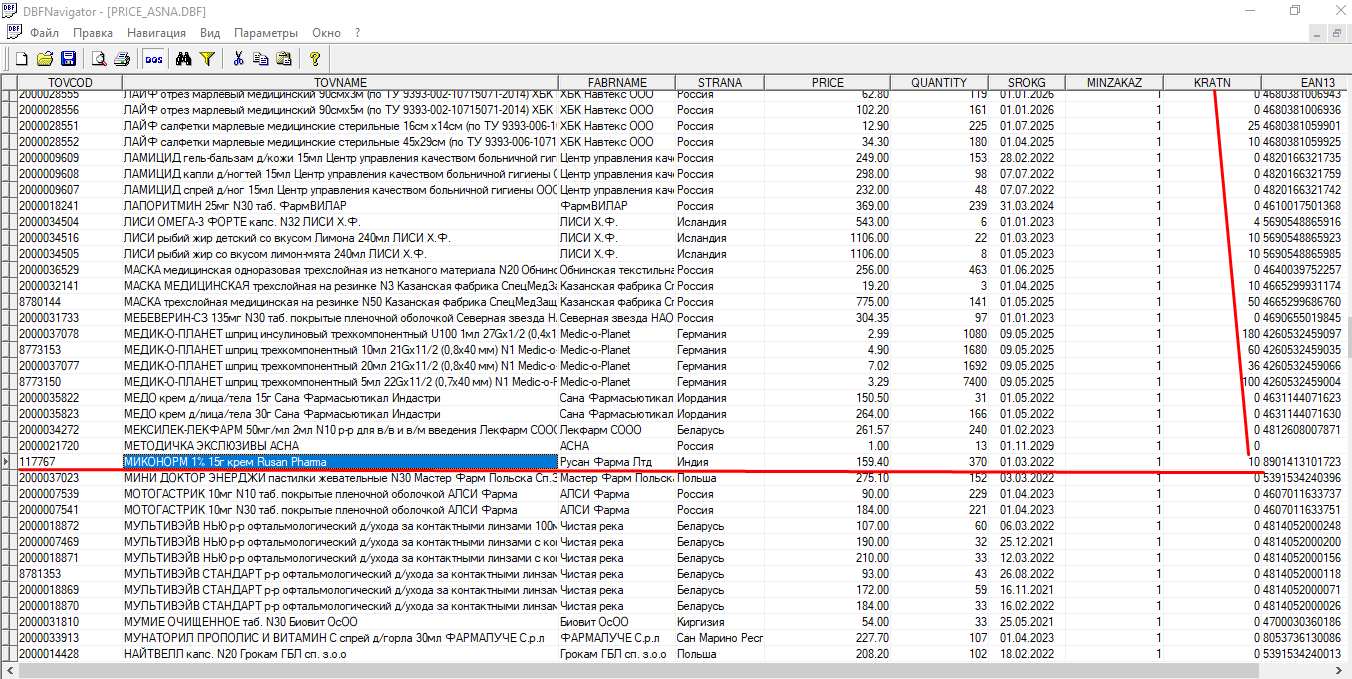 DBFNavigator - [PRICE_ASNA.DBF]
Файл Правка Навигация Вид Параметры Окно ?
DOS
TOVCOD TOVNAME FABRNAME STRANA PRICE QUANTITY SROKG MINZAKAZ KRATN EAN13
2000028555 ЛАЙФ отрез марлевый медицинский 90смх3м (по ТУ 9393-002-10715071-2014) ХБК ХБК Навтекс ООО Россия 62.80 119 01.01.2026 1 0 4680381006943
2000028556 ЛАЙФ отрез марлевый медицинский 90смх5м (по ТУ 9393-002-10715071-2014) ХБК ХБК Навтекс ООО Россия 102.20 161 01.01.2026 1 0 4680381006936
2000028551 ЛАЙФ салфетки марлевые медицинские стерильные 16см х14см (по ТУ 9393-006-1 ХБК Навтекс ООО Россия 12.90 225 01.07.2025 1 25 4680381059901
2000028552 ЛАЙФ салфетки марлевые медицинские стерильные 45х29см (по ТУ 9393-006-1071 ХБК Навтекс ООО Россия 34.30 180 01.04.2025 1 10 4680381059925
2000009609 ЛАМИЦИД гель-бальзам д/кожи 15мл Центр управления качеством больничной гиг Центр управления кач Россия 249.00 153 28.02.2022 1 0 4820166321735
2000009608 ЛАМИЦИД капли д/ногтей 15мл Центр управления качеством больничной гигиены Центр управления кач Россия 298.00 98 07.07.2022 1 0 4820166321759
2000009607 ЛАМИЦИД спрей д/ног 15мл Центр управления качеством больничной гигиены ООО Центр управления кач Россия 232.00 48 07.07.2022 1 0 4820166321742
2000018241 ЛАПОРИТМИН 25мг N30 таб. ФармВИЛАР ФармВИЛАР Россия 369.00 239 31.03.2024 1 0 4610017501368
2000034504 ЛИСИ ОМЕГА-3 ФОРТЕ капс. N32 ЛИСИ Х.Ф. ЛИСИ Х.Ф. Исландия 543.00 6 01.01.2023 1 4 5690548865916
2000034516 ЛИСИ рыбий жир детский со вкусом Лимона 240мл ЛИСИ Х.Ф. ЛИСИ Х.Ф. Исландия 1106.00 22 01.03.2023 1 10 5690548865923
2000034505 ЛИСИ рыбий жир со вкусом лимон-мята 240мл ЛИСИ Х.Ф. ЛИСИ Х.Ф. Исландия 1106.00 8 01.05.2023 1 10 5690548865985
2000036529 МАСКА медицинская одноразовая трехслойная из нетканого материала N20 Обнинс Обнинская текстильна Россия 256.00 463 01.06.2025 1 0 4640039752257
2000032141 МАСКА МЕДИЦИНСКАЯ трехслойная на резинке N3 Казанская фабрика СпецМедЗа Казанская фабрика Сп Россия 19.20 3 01.04.2025 1 10 4665299931174
8780144 МАСКА трехслойная медицинская на резинке N50 Казанская фабрика СпецМедЗащ Казанская фабрика Сп Россия 775.00 141 01.05.2025 1 50 4665299686760
2000031733 МЕБЕВЕРИН-СЗ 135мг N30 таб. покрытые пленочной оболочкой Северная звезда Н Северная звезда НАО Россия 304.35 97 01.01.2023 1 0 4690655019845
2000037078 МЕДИК-О-ПЛАНЕТ шприц инсулиновый трехкомпонентный U100 1мл 27Gх1/2 (0,4х1 Medic-o-Planet Германия 2.99 1080 09.05.2025 1 180 4260532459097
8773153 МЕДИК-О-ПЛАНЕТ шприц трехкомпонентный 10мл 21Gх11/2 (0,8х40 мм) N1 Medic-o- Medic-o-Planet Германия 4.90 1680 09.05.2025 1 60 4260532459035
2000037077 МЕДИК-О-ПЛАНЕТ шприц трехкомпонентный 20мл 21Gх11/2 (0,8х40 мм) N1 Medic-o- Medic-o-Planet Германия 7.02 1692 09.05.2025 1 36 4260532459066
8773150 МЕДИК-О-ПЛАНЕТ шприц трехкомпонентный 5мл 22Gх11/2 (0,7х40 мм) N1 Medic-o-P Medic-o-Planet Германия 3.29 7400 09.05.2025 1 100 4260532459004
2000035822 МЕДО крем д/лица/тела 15г Сана Фармасьютикал Индастри Сана Фармасьютикал Иордания 150.50 31 01.05.2022 1 0 4631144071623
2000035823 МЕДО крем д/лица/тела 30г Сана Фармасьютикал Индастри Сана Фармасьютикал Иордания 264.00 166 01.05.2022 1 0 4631144071630
2000034272 МЕКСИЛЕК-ЛЕКФАРМ 50мг/мл 2мл N10 р-р для в/в и в/м введения Лекфарм СООО Лекфарм СООО Беларусь 261.57 240 01.02.2023 1 0 4812608007871
2000021720 МЕТОДИЧКА ЭКСЛЮЗИВЫ АСНА АСНА Россия 1.00 13 01.11.2029 1 0
117767 МИКОНОРМ 1% 15г крем Rusan Pharma Русан Фарма Лтд Индия 159.40 370 01.03.2022 1 10 8901413101723
2000037023 МИНИ ДОКТОР ЭНЕРДЖИ пастилки жевательные N30 Мастер Фарм Польска Сп.З Мастер Фарм Польска Польша 275.10 152 03.03.2022 1 0 5391534240396
2000007539 МОТОГАСТРИК 10мг N10 таб. покрытые пленочной оболочкой АЛСИ Фарма АЛСИ Фарма Россия 90.00 229 01.04.2023 1 0 4607011633737
2000007541 МОТОГАСТРИК 10мг N30 таб. покрытые пленочной оболочкой АЛСИ Фарма АЛСИ Фарма Россия 184.00 221 01.04.2023 1 0 4607011633751
2000018872 МУЛЬТИВЭЙВ НЬЮ р-р офтальмологический д/ухода за контактными линзами 100м Чистая река Беларусь 107.00 60 06.03.2022 1 0 4814052000248
2000007469 МУЛЬТИВЭЙВ НЬЮ р-р офтальмологический д/ухода за контактными линзами с ко Чистая река Беларусь 190.00 32 25.12.2021 1 0 4814052000200
2000018871 МУЛЬТИВЭЙВ НЬЮ р-р офтальмологический д/ухода за контактными линзами с ко Чистая река Беларусь 210.00 33 12.03.2022 1 0 4814052000156
8781353 МУЛЬТИВЭЙВ СТАНДАРТ р-р офтальмологический д/ухода за контактными линзам Чистая река Беларусь 93.00 43 26.08.2022 1 0 4814052000118
2000018869 МУЛЬТИВЭЙВ СТАНДАРТ р-р офтальмологический д/ухода за контактными линзам Чистая река Беларусь 172.00 59 16.11.2021 1 0 4814052000071
2000018870 МУЛЬТИВЭЙВ СТАНДАРТ р-р офтальмологический д/ухода за контактными линзам Чистая река Беларусь 184.00 33 16.02.2022 1 0 4814052000026
2000031810 МУМИЕ ОЧИЩЕННОЕ таб. N30 Биовит ОсОО Биовит ОсОО Киргизия 54.00 33 25.05.2021 1 0 4700030360186
2000033913 МУНАТОРИЛ ПРОПОЛИС И ВИТАМИН С спрей д/горла 30мл ФАРМАЛУЧЕ С.р.л ФАРМАЛУЧЕ С.р.л Сан Марино Респ 227.70 107 01.04.2023 1 0 8053736130086
2000014428 НАЙТВЕЛЛ капс. N20 Грокам ГБЛ сп. з.о.о Грокам ГБЛ сп. з.о.о Польша 208.20 102 18.02.2022 1 0 5391534240013